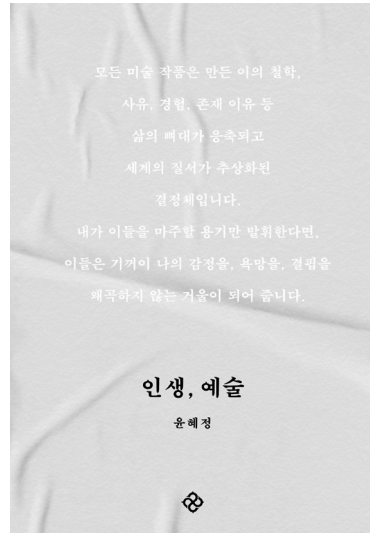 모든 미술 작품은 만든 이의 철학,
사유, 경험, 존재 이유 등
삶의 뼈대가 응축되고
세계의 질서가 추상화된
결정체입니다.
내가 이들을 마주할 용기만 발휘한다면,
이들은 기꺼이 나의 감정을, 욕망을, 결핍을
왜곡하지 않는 거울이 되어 줍니다.
인생, 예술
윤혜정